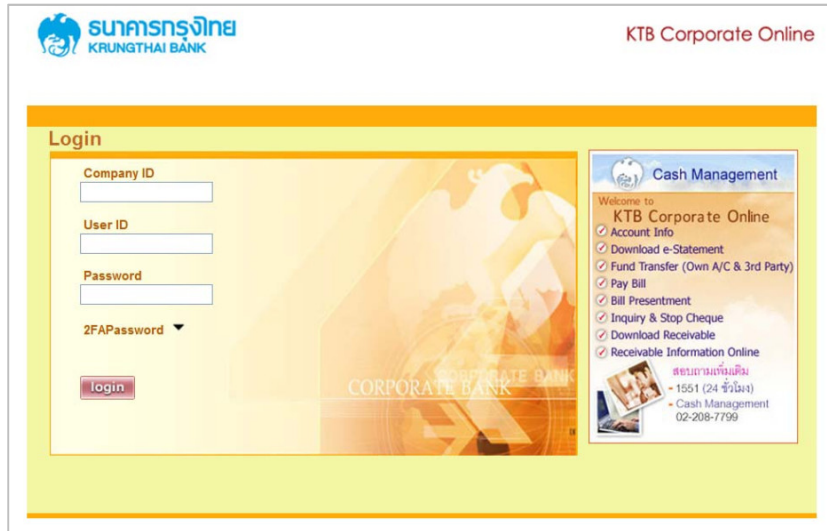 ธนาคารกรุงไทย
KRUNGTHAI BANK
KTB Corporate Online
Login
Company ID
User ID
Password
2FAPassword
login
CORPORATE BANK
CORPORATE BANK
Cash Management
Welcome to
KTB Corporate Online
Account Info
Download e-Statement
Fund Transfer (Own A/C & 3rd Party)
Pay Bill
Bill Presentment
Inquiry & Stop Cheque
Download Receivable
Receivable Information Online
สอบถามเพิ่มเติม
- 1551 (24 ชั่วโมง)
- Cash Management
02-208-7799